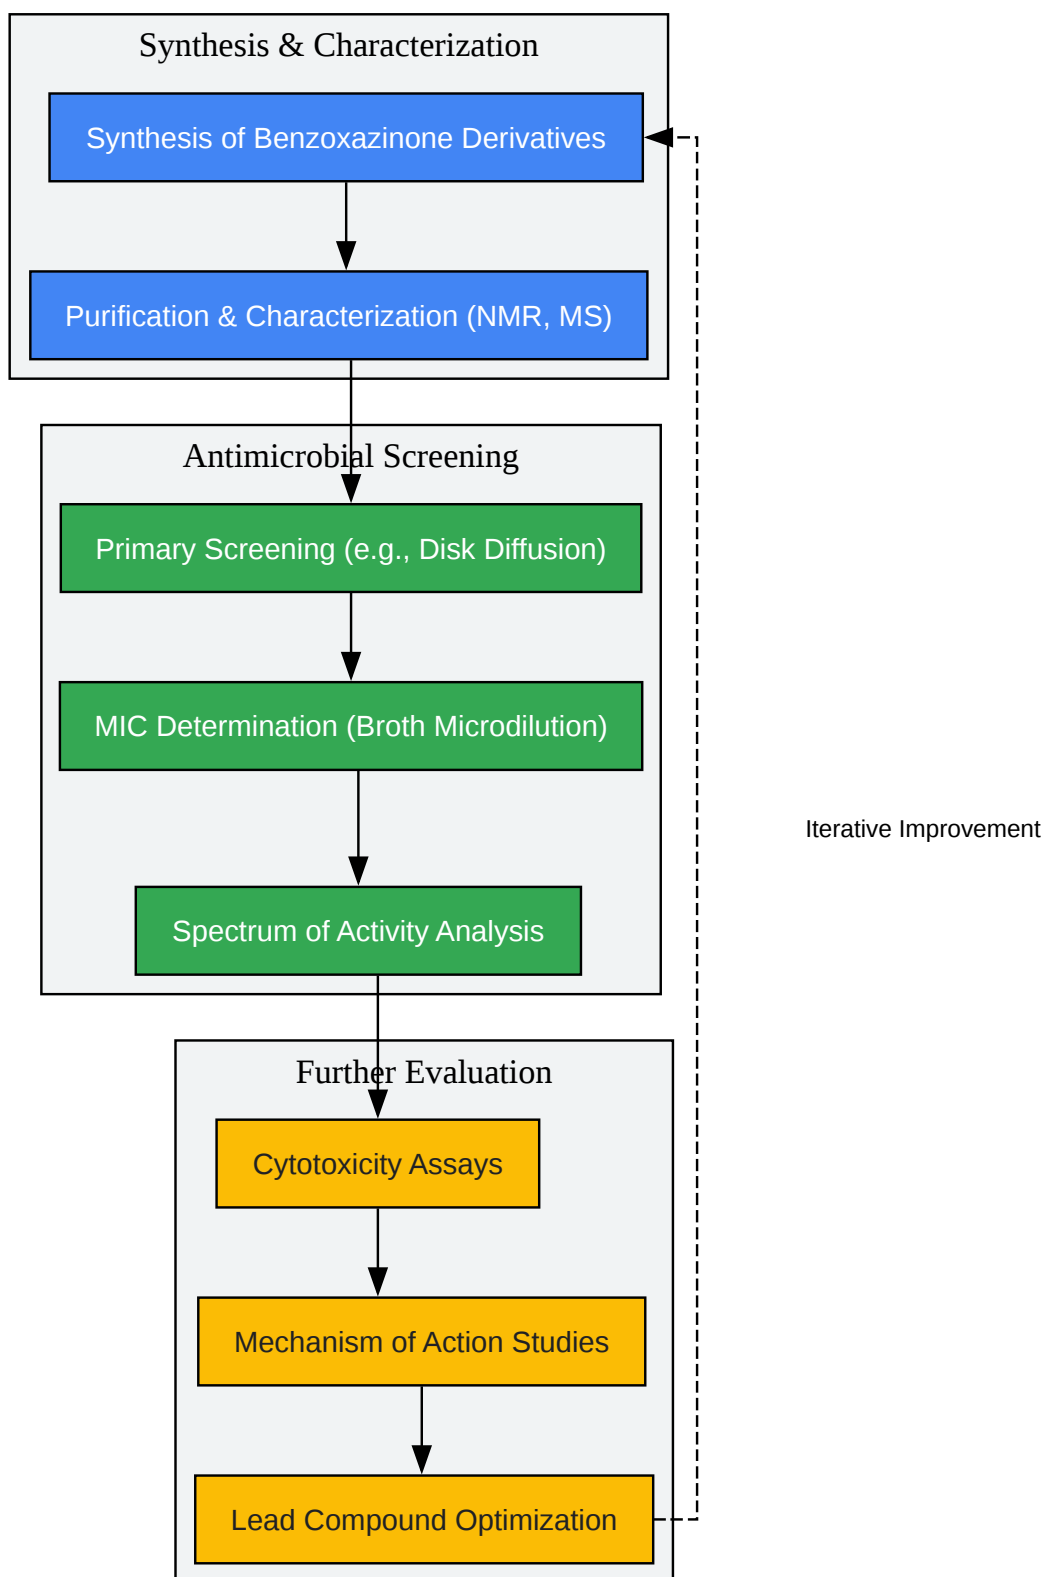 Synthesis & Characterization
Synthesis of Benzoxazinone Derivatives
Purification & Characterization (NMR, MS)
Antimicrobial Screening
Primary Screening (e.g., Disk Diffusion)
MIC Determination (Broth Microdilution)
Iterative Improvement
Spectrum of Activity Analysis
Further Evaluation
Cytotoxicity Assays
Mechanism of Action Studies
Lead Compound Optimization